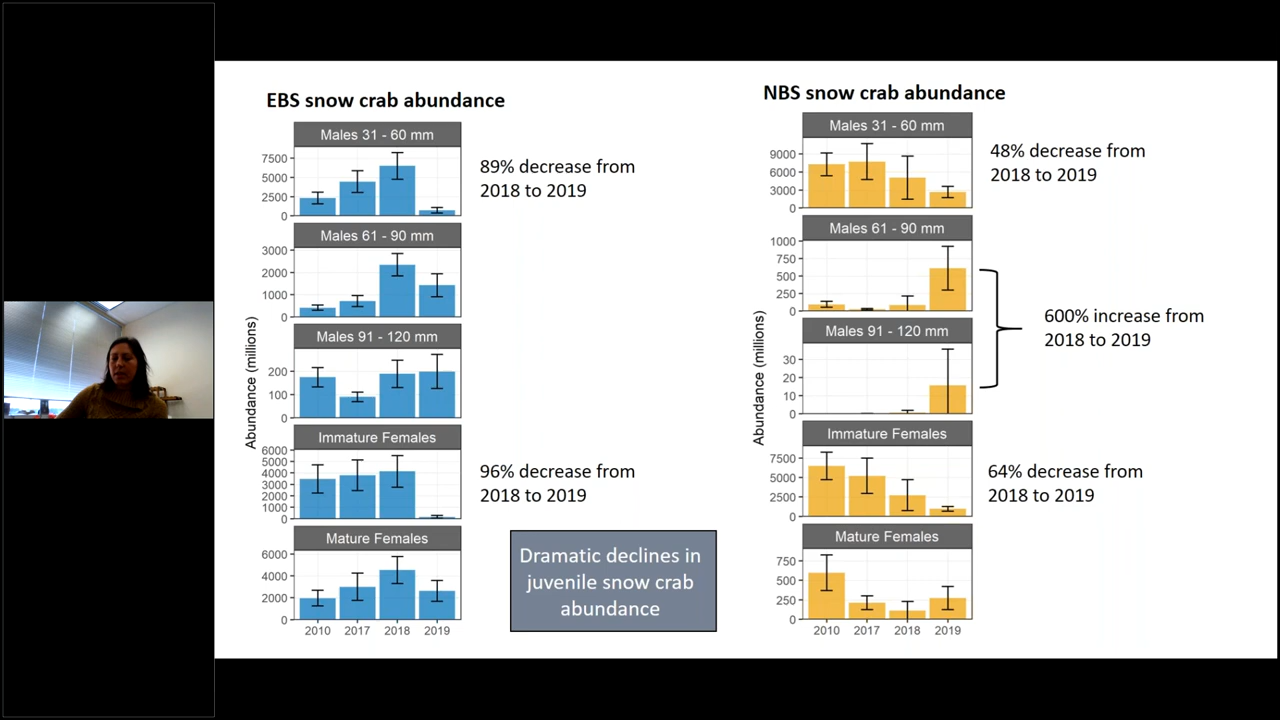 EBS snow crab abundance
Males 31 - 60 mm
7500
5000
2500
0
89% decrease from
2018 to 2019
Males 61 - 90 mm
3000
2000
1000
0
Males 91 - 120 mm
200
100
0
Abundance (millions)
Immature Females
6000
5000
4000
3000
2000
1000
0
96% decrease from
2018 to 2019
Mature Females
6000
4000
2000
0
2010 2017 2018 2019
Dramatic declines in
juvenile snow crab
abundance
NBS snow crab abundance
Males 31 - 60 mm
9000
6000
3000
0
48% decrease from
2018 to 2019
Males 61 - 90 mm
1000
750
500
250
0
Males 91 - 120 mm
30
20
10
0
600% increase from
2018 to 2019
Abundance (millions)
Immature Females
7500
5000
2500
0
64% decrease from
2018 to 2019
Mature Females
750
500
250
0
2010 2017 2018 2019